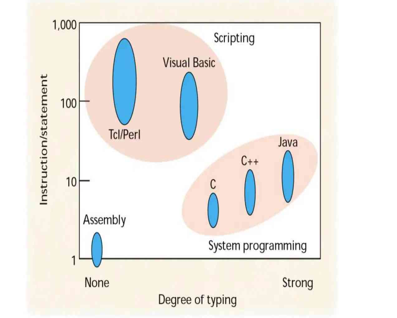 1,000
Scripting
Visual Basic
100
Tcl/Perl
Instruction/statement
Java
C++
10
C
Assembly
System programming
1
None
Strong
Degree of typing